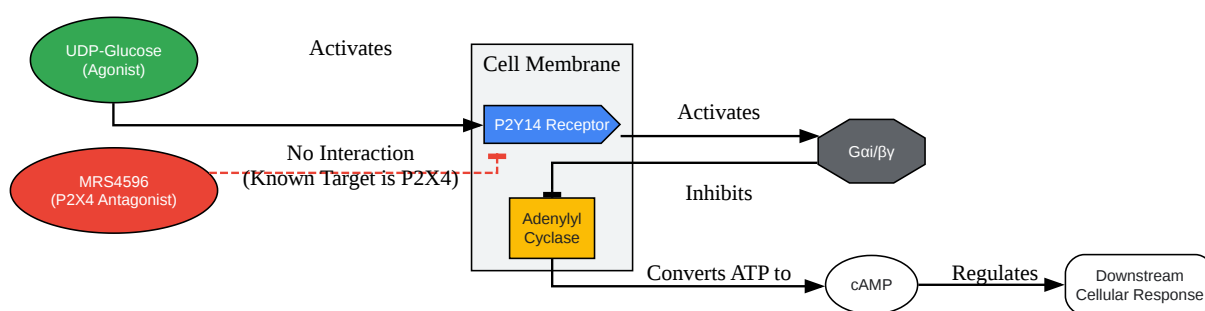 UDP-Glucose
(Agonist)
Activates
Cell Membrane
P2Y14 Receptor
Activates
Gαi/βγ
No Interaction
(Known Target is P2X4)
MRS4596
(P2X4 Antagonist)
Inhibits
Adenylyl
Cyclase
Converts ATP to
cAMP
Regulates
Downstream
Cellular Response